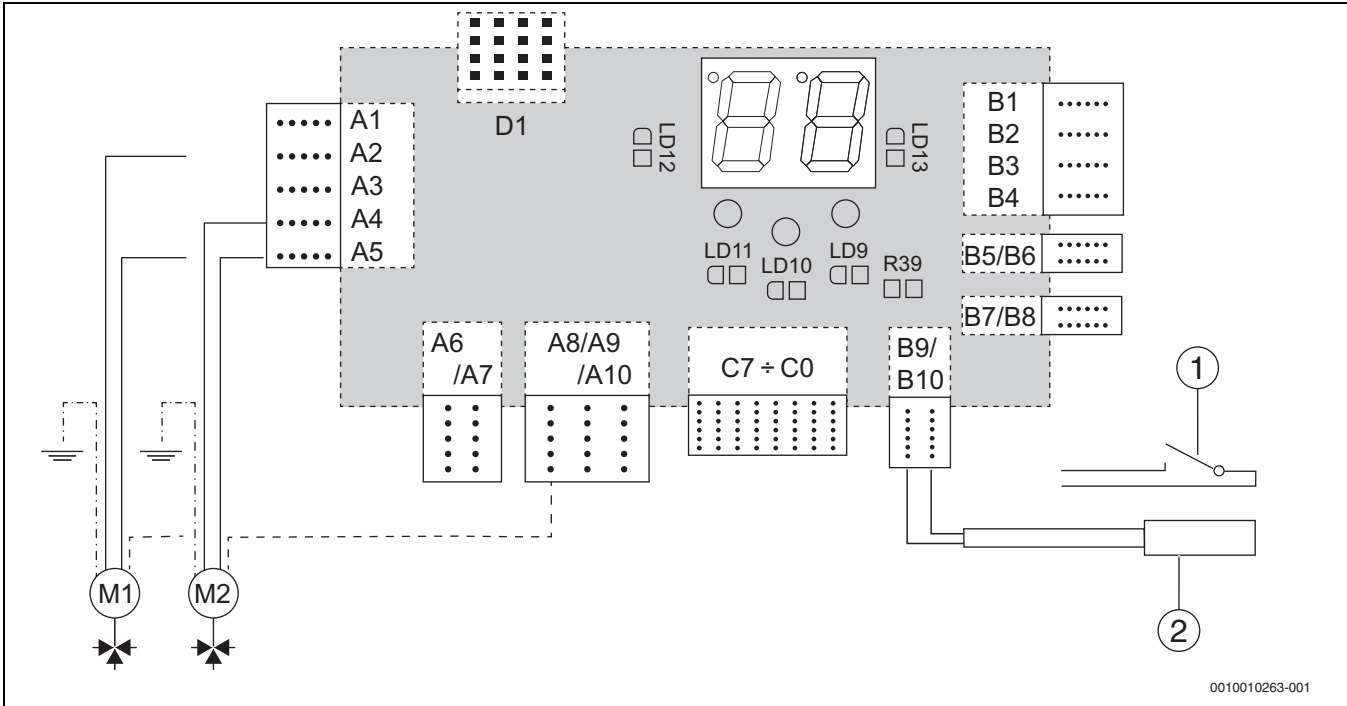 D1
A1
A2
A3
A4
A5
LD12
LD13
LD11
LD10
LD9
R39
B1
B2
B3
B4
B5/B6
B7/B8
A6
/A7
A8/A9
/A10
C7 ÷ C0
B9/
B10
1
2
M1
M2
0010010263-001